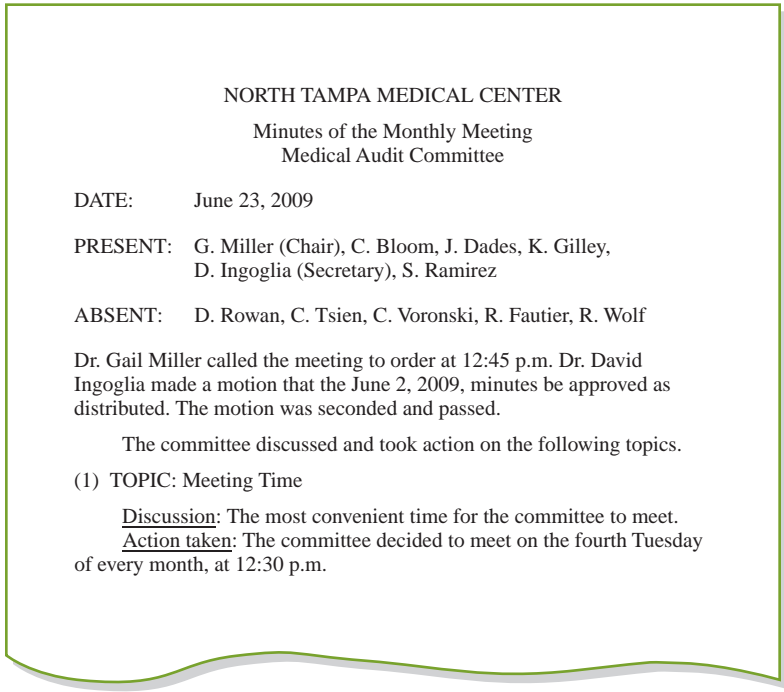 NORTH TAMPA MEDICAL CENTER
Minutes of the Monthly Meeting
Medical Audit Committee
DATE: June 23, 2009
PRESENT: G. Miller (Chair), C. Bloom, J. Dades, K. Gilley,
D. Ingoglia (Secretary), S. Ramirez
ABSENT: D. Rowan, C. Tsien, C. Voronski, R. Fautier, R. Wolf
Dr. Gail Miller called the meeting to order at 12:45 p.m. Dr. David
Ingoglia made a motion that the June 2, 2009, minutes be approved as
distributed. The motion was seconded and passed.
The committee discussed and took action on the following topics.
(1) TOPIC: Meeting Time
Discussion: The most convenient time for the committee to meet.
Action taken: The committee decided to meet on the fourth Tuesday
of every month, at 12:30 p.m.